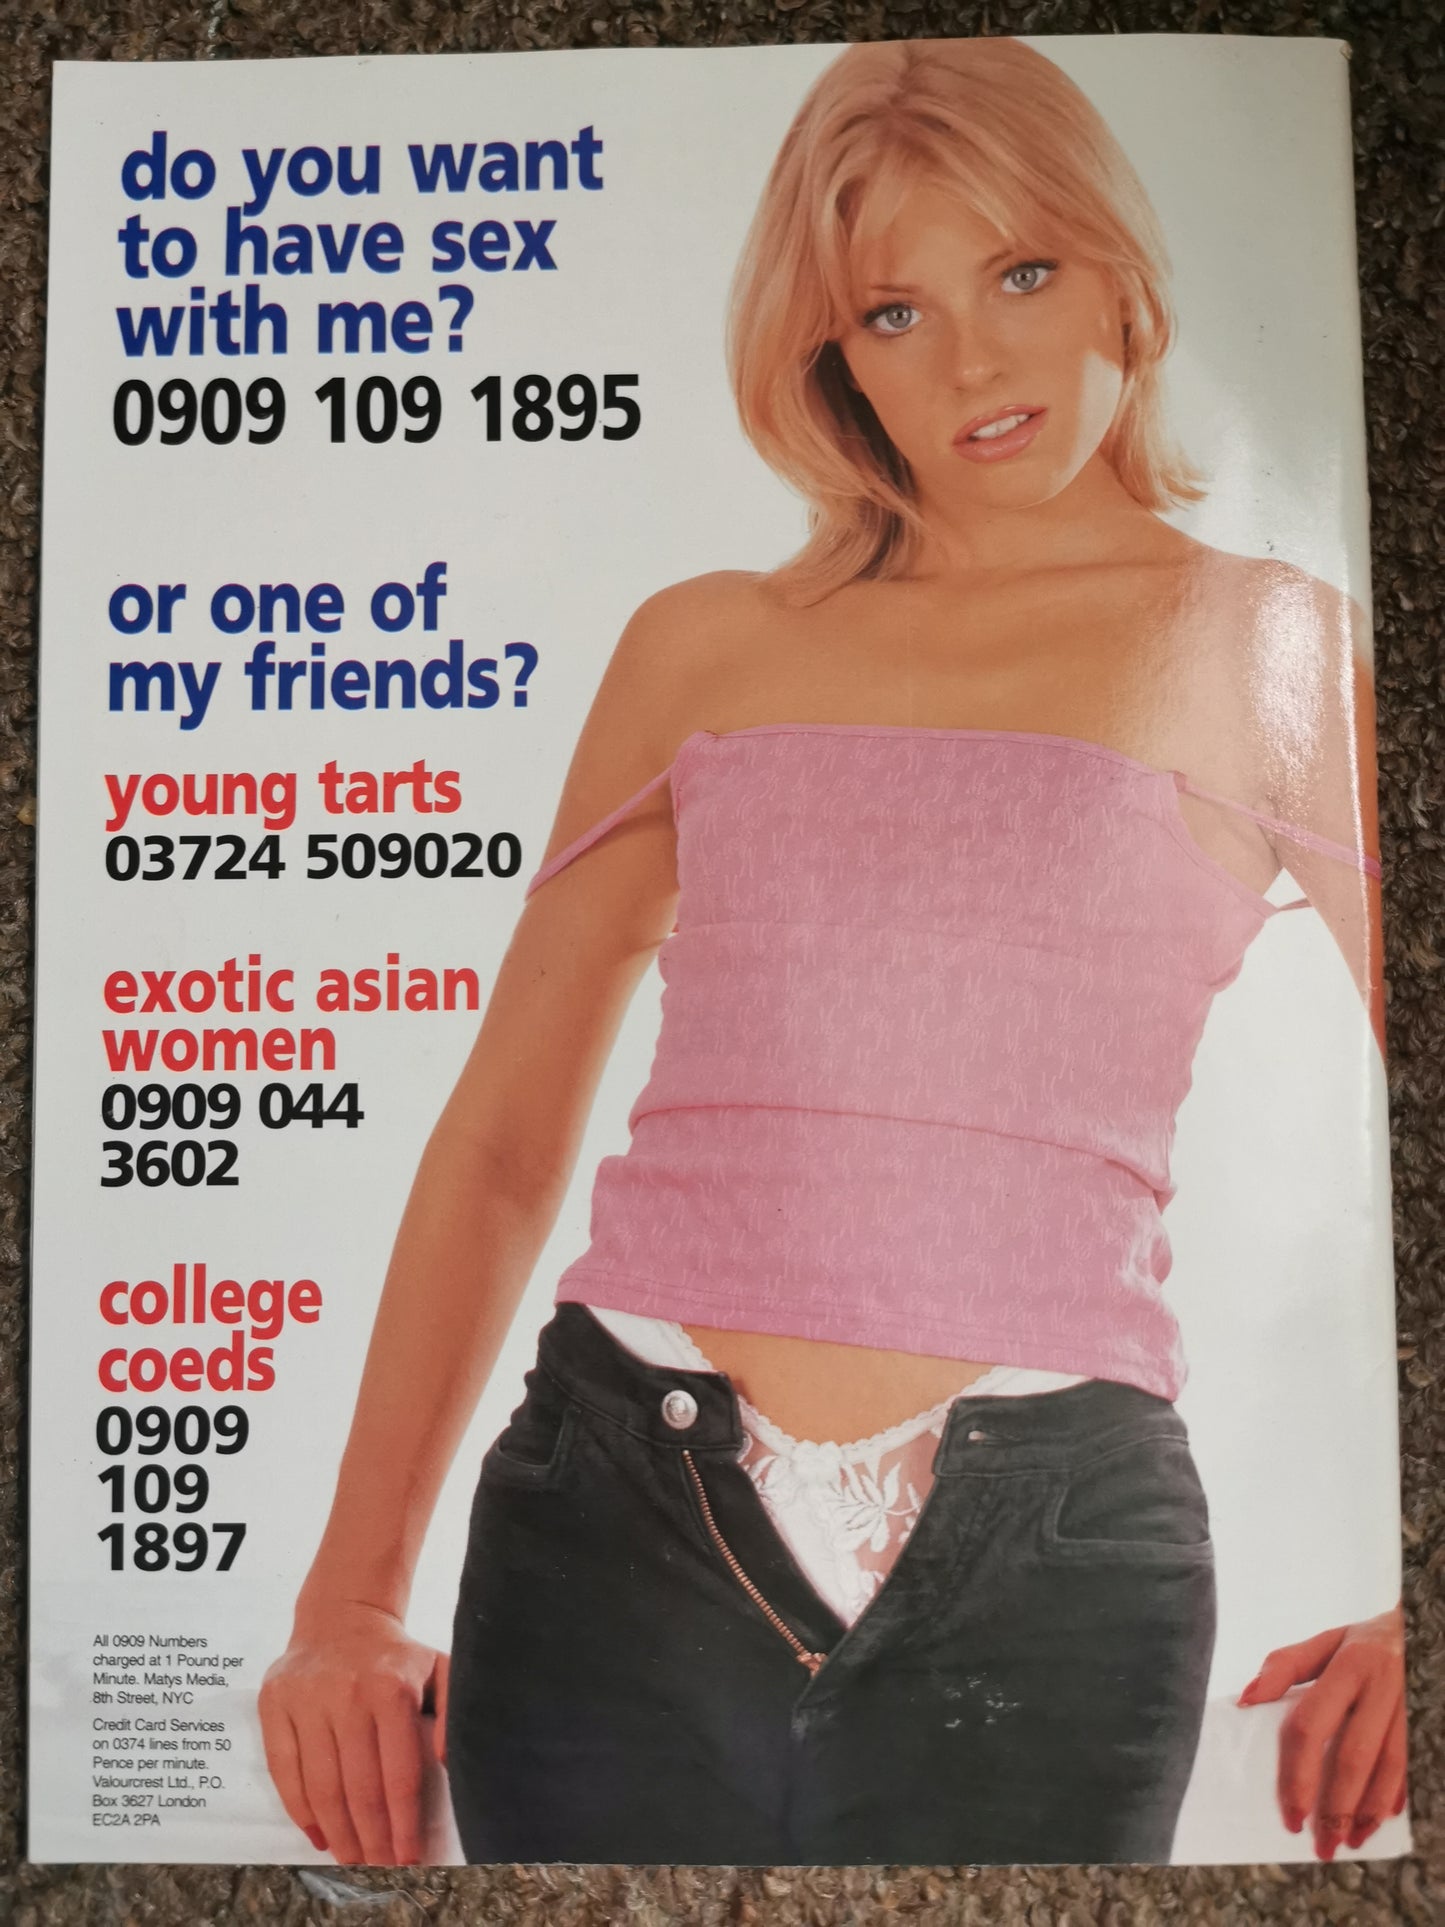 do you want
to have sex
with me?
0909 109 1895
or one of
my friends?
young tarts
03724 509020
exotic asian
women
0909 044
3602
college
coeds
0909
109
1897
All 0909 Numbers
charged at 1 Pound per
Minute. Matys Media,
8th Street, NYC
Credit Card Services
on 0374 lines from 50
Pence per minute.
Valourcrest Ltd., P.O.
Box 3627 London
EC2A 2PA